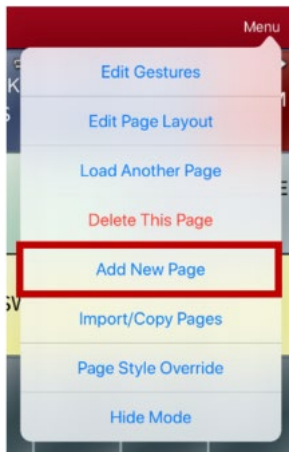 Menu
Edit Gestures
Edit Page Layout
Load Another Page
Delete This Page
Add New Page
Import/Copy Pages
Page Style Override
Hide Mode